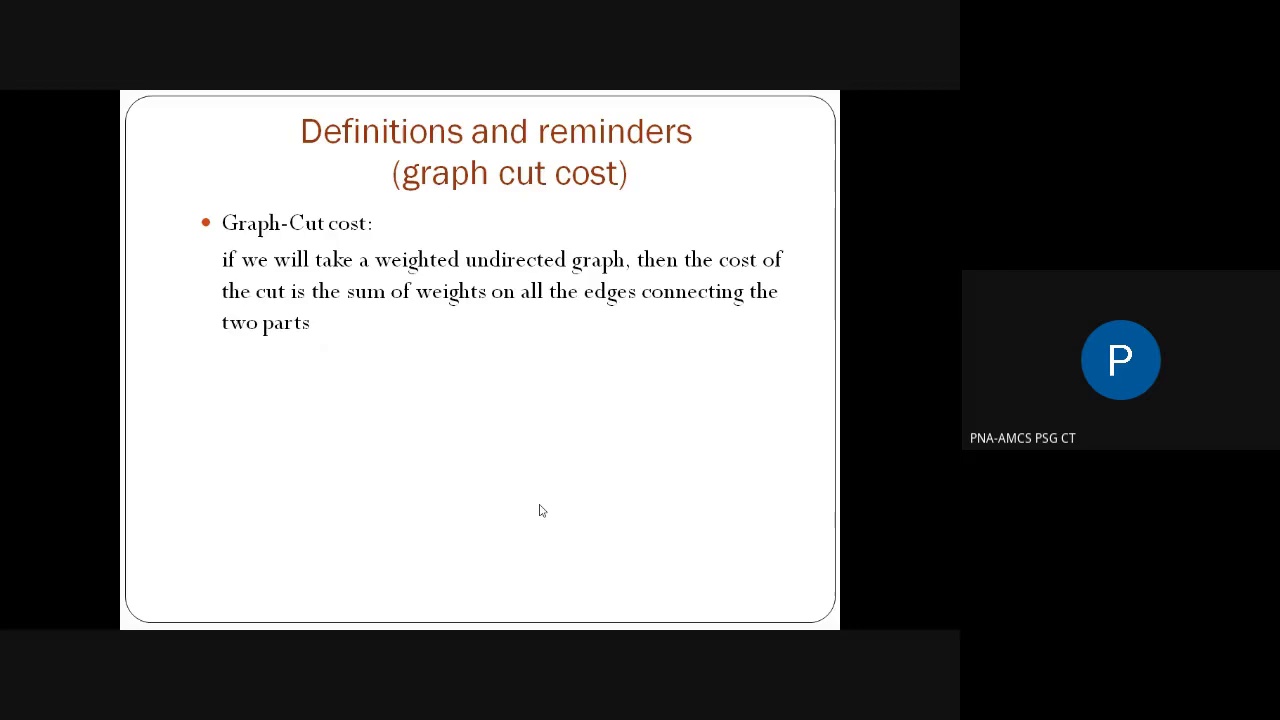 Definitions and reminders
(graph cut cost)
• Graph-Cut cost:
if we will take a weighted undirected graph, then the cost of
the cut is the sum of weights on all the edges connecting the
two parts
P
PNA-AMCS PSG CT